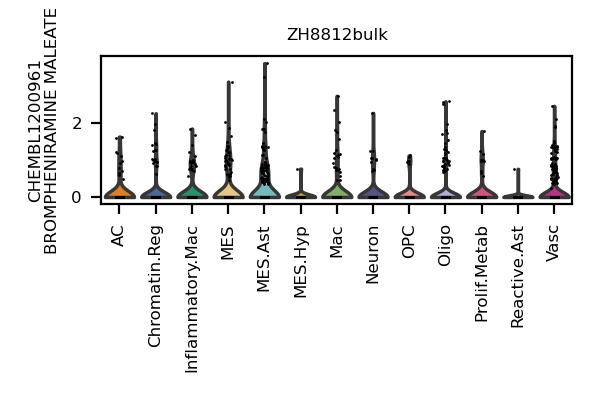 ZH8812bulk
CHEMBL1200961
BROMPHENIRAMINE MALEATE
2
0
AC
Chromatin.Reg
Inflammatory.Mac
MES
MES.Ast
MES.Hyp
Mac
Neuron
OPC
Oligo
Prolif.Metab
Reactive.Ast
Vasc